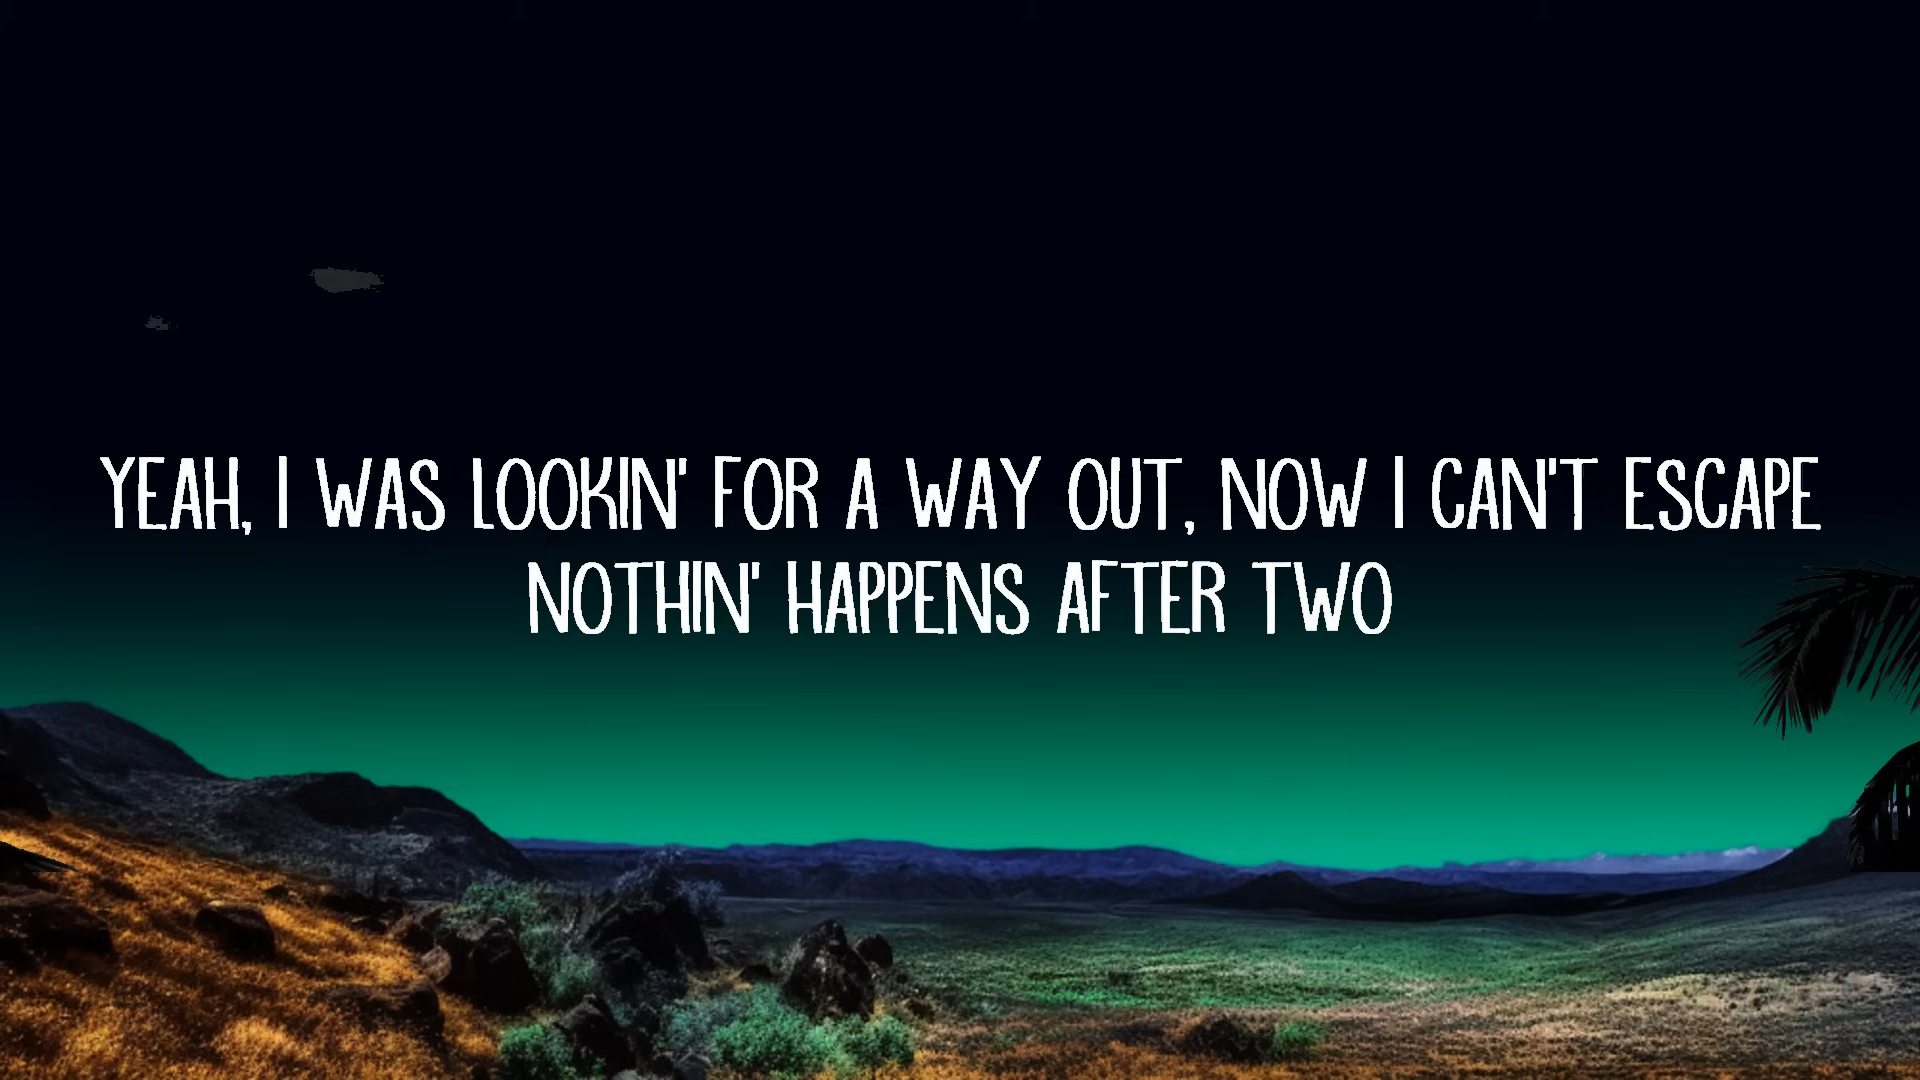 YEAH, I WAS LOOKIN' FOR A WAY OUT, NOW I CAN'T ESCAPE
NOTHIN' HAPPENS AFTER TWO